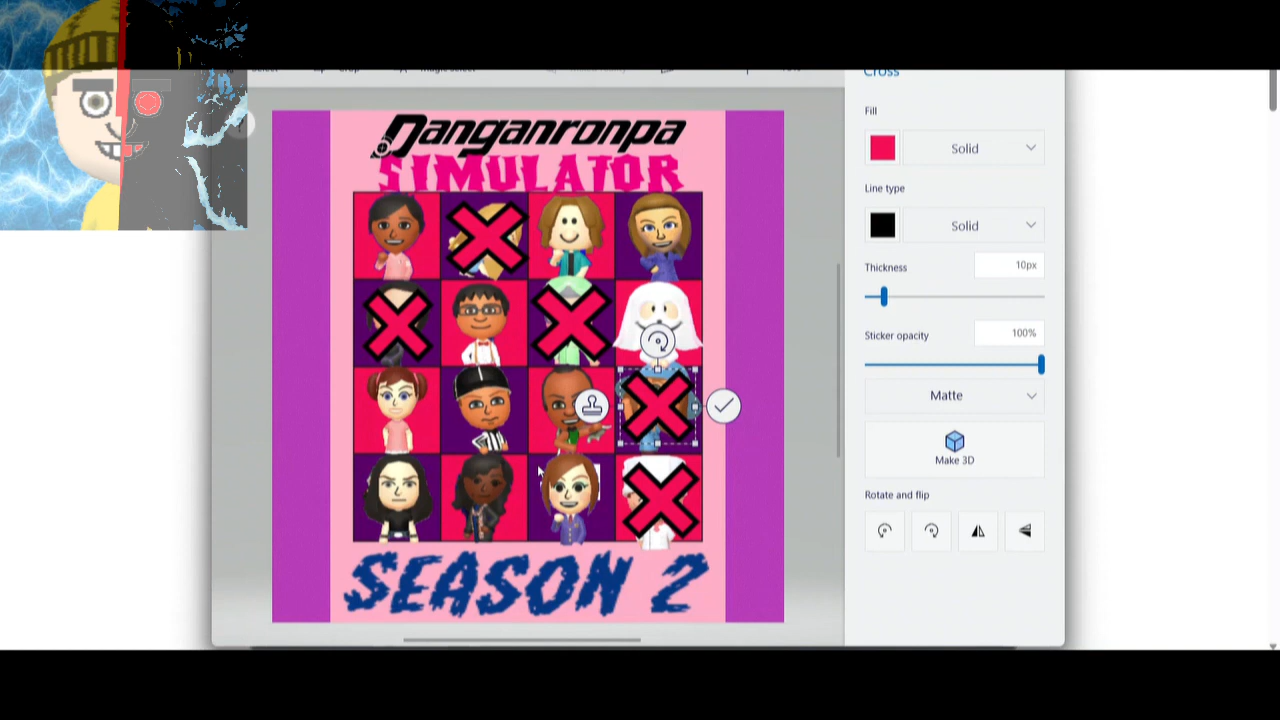 Cross
Fill
Solid
Line type
Solid
Thickness
10px
Sticker opacity
100%
Matte
Make 3D
Rotate and flip
Danganronpa
SIMULATOR
SEASON 2